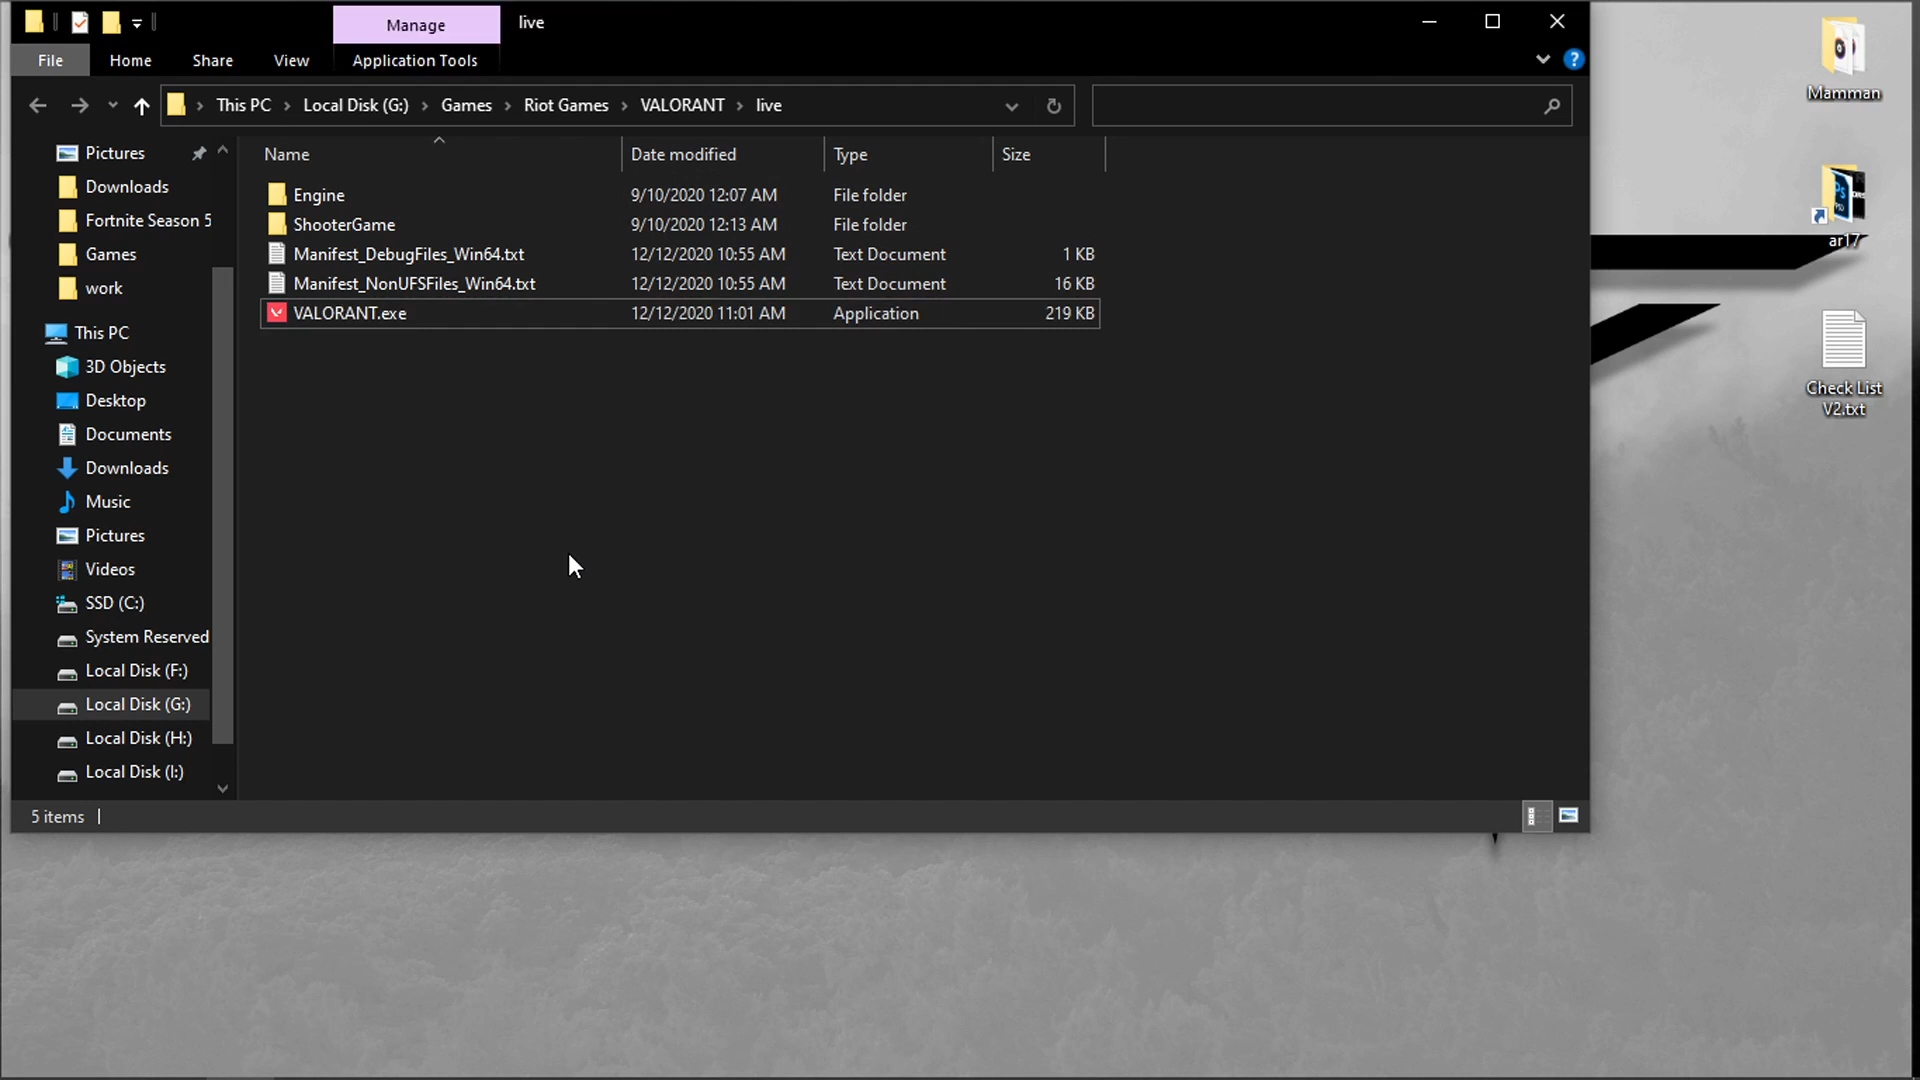 Manage
live
File
Home
Share
View
Application Tools
This PC
Local Disk (G:)
Games
Riot Games
VALORANT
live
Name
Date modified
Type
Size
Engine 9/10/2020 12:07 AM File folder
ShooterGame 9/10/2020 12:13 AM File folder
Manifest_DebugFiles_Win64.txt 12/12/2020 10:55 AM Text Document 1 KB
Manifest_NonUFSFiles_Win64.txt 12/12/2020 10:55 AM Text Document 16 KB
VALORANT.exe 12/12/2020 11:01 AM Application 219 KB
Pictures
Downloads
Fortnite Season 5
Games
work
This PC
3D Objects
Desktop
Documents
Downloads
Music
Pictures
Videos
SSD (C:)
System Reserved
Local Disk (F:)
Local Disk (G:)
Local Disk (H:)
Local Disk (I:)
5 items
Mamman
Ps
PSD
ar17
Check List
V2.txt